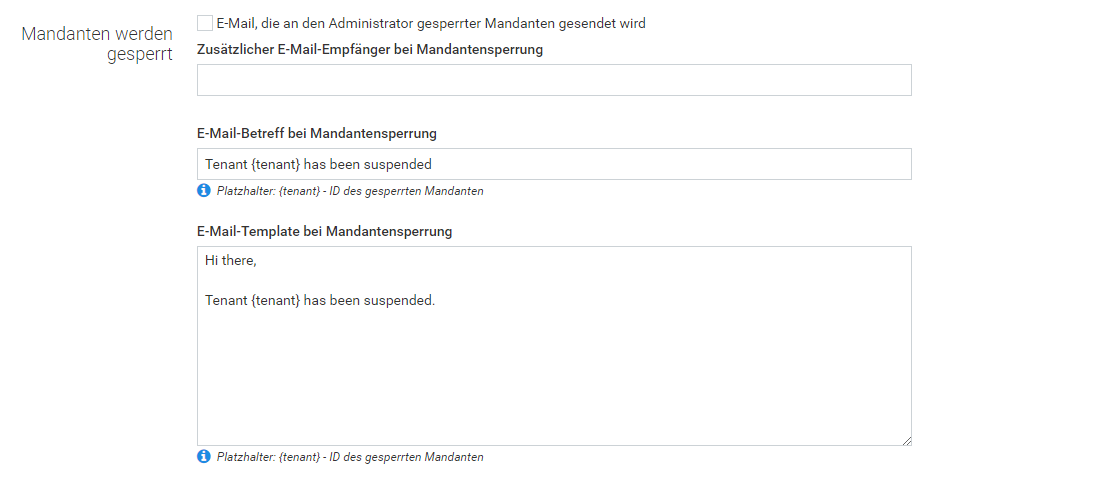 Mandanten werden
gesperrt
E-Mail, die an den Administrator gesperrter Mandanten gesendet wird
Zusätzlicher E-Mail-Empfänger bei Mandantensperrung
E-Mail-Betreff bei Mandantensperrung
Tenant {tenant} has been suspended
Platzhalter: {tenant} - ID des gesperrten Mandanten
E-Mail-Template bei Mandantensperrung
Hi there,
Tenant {tenant} has been suspended.
Platzhalter: {tenant} - ID des gesperrten Mandanten